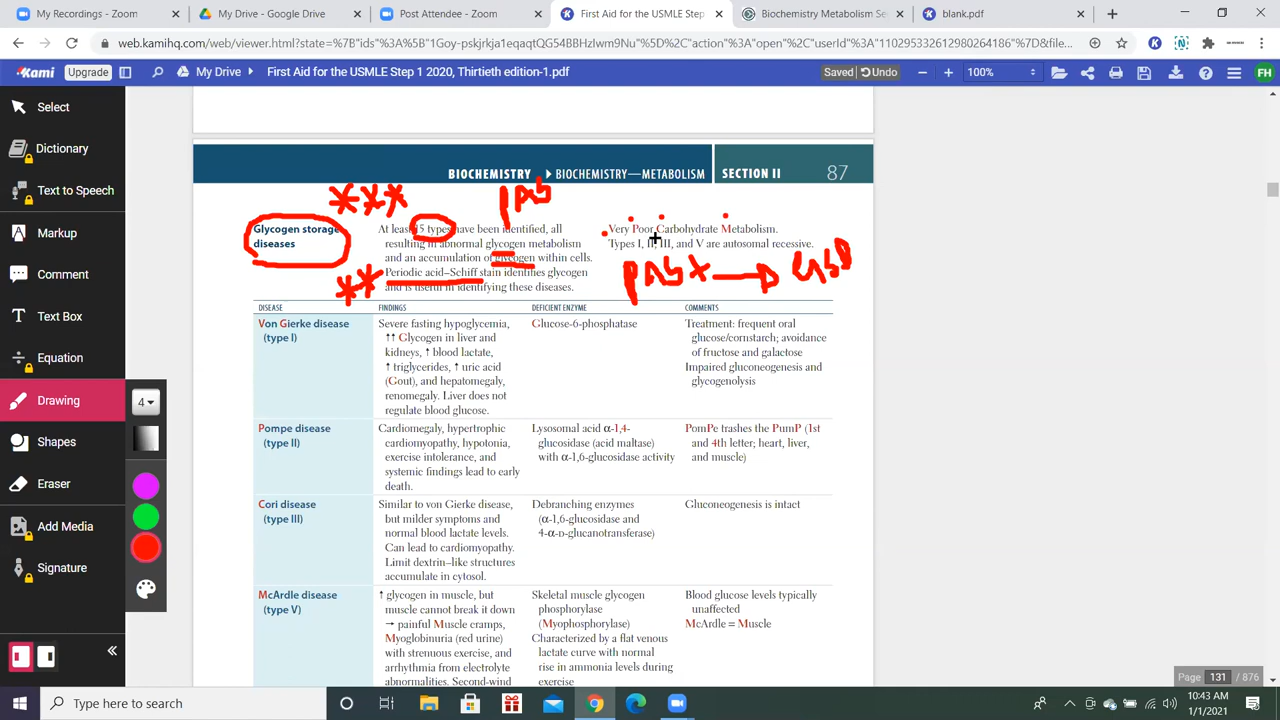 My Recordings - Zoom
My Drive - Google Drive
Post Attendee - Zoom
First Aid for the USMLE Step
Biochemistry Metabolism Se
blank.pdf
web.kamihq.com/web/viewer.html?state=%7B"ids"%3A%5B"1Goy-pskjrkja1eqaqtQG54BBHzIwm9Nu"%5D%2C"action"%3A"open"%2C"userId"%3A"110295332612980264186"%7D&file...
Kami
Upgrade
My Drive
First Aid for the USMLE Step 1 2020, Thirtieth edition-1.pdf
Saved Undo
100%
FH
Select
Dictionary
Text to Speech
Markup
Comment
Text Box
Equation
Drawing
4
Shapes
Eraser
Add Media
Signature
BIOCHEMISTRY BIOCHEMISTRY—METABOLISM SECTION II 87
*** PAS
Glycogen storage
diseases
At least 15 types have been identified, all
resulting in abnormal glycogen metabolism
and an accumulation of glycogen within cells.
Periodic acid–Schiff stain identifies glycogen
and is useful in identifying these diseases.
**
Very Poor Carbohydrate Metabolism.
Types I, II, III, and V are autosomal recessive.
DISEASE FINDINGS DEFICIENT ENZYME COMMENTS
Von Gierke disease
(type I)
Severe fasting hypoglycemia,
↑↑ Glycogen in liver and
kidneys, ↑ blood lactate,
↑ triglycerides, ↑ uric acid
(Gout), and hepatomegaly,
renomegaly. Liver does not
regulate blood glucose.
Glucose-6-phosphatase
Treatment: frequent oral
glucose/cornstarch; avoidance
of fructose and galactose
Impaired gluconeogenesis and
glycogenolysis
Pompe disease
(type II)
Cardiomegaly, hypertrophic
cardiomyopathy, hypotonia,
exercise intolerance, and
systemic findings lead to early
death.
Lysosomal acid α-1,4-
glucosidase (acid maltase)
with α-1,6-glucosidase activity
PomPe trashes the PumP (1st
and 4th letter; heart, liver,
and muscle)
Cori disease
(type III)
Similar to von Gierke disease,
but milder symptoms and
normal blood lactate levels.
Can lead to cardiomyopathy.
Limit dextrin–like structures
accumulate in cytosol.
Debranching enzymes
(α-1,6-glucosidase and
4-α-D-glucanotransferase)
Gluconeogenesis is intact
McArdle disease
(type V)
↑ glycogen in muscle, but
muscle cannot break it down
→ painful Muscle cramps,
Myoglobinuria (red urine)
with strenuous exercise, and
arrhythmia from electrolyte
abnormalities. Second-wind
Skeletal muscle glycogen
phosphorylase
(Myophosphorylase)
Characterized by a flat venous
lactate curve with normal
rise in ammonia levels during
exercise
Blood glucose levels typically
unaffected
McArdle = Muscle
Page 131 / 876
Type here to search
10:43 AM
1/1/2021